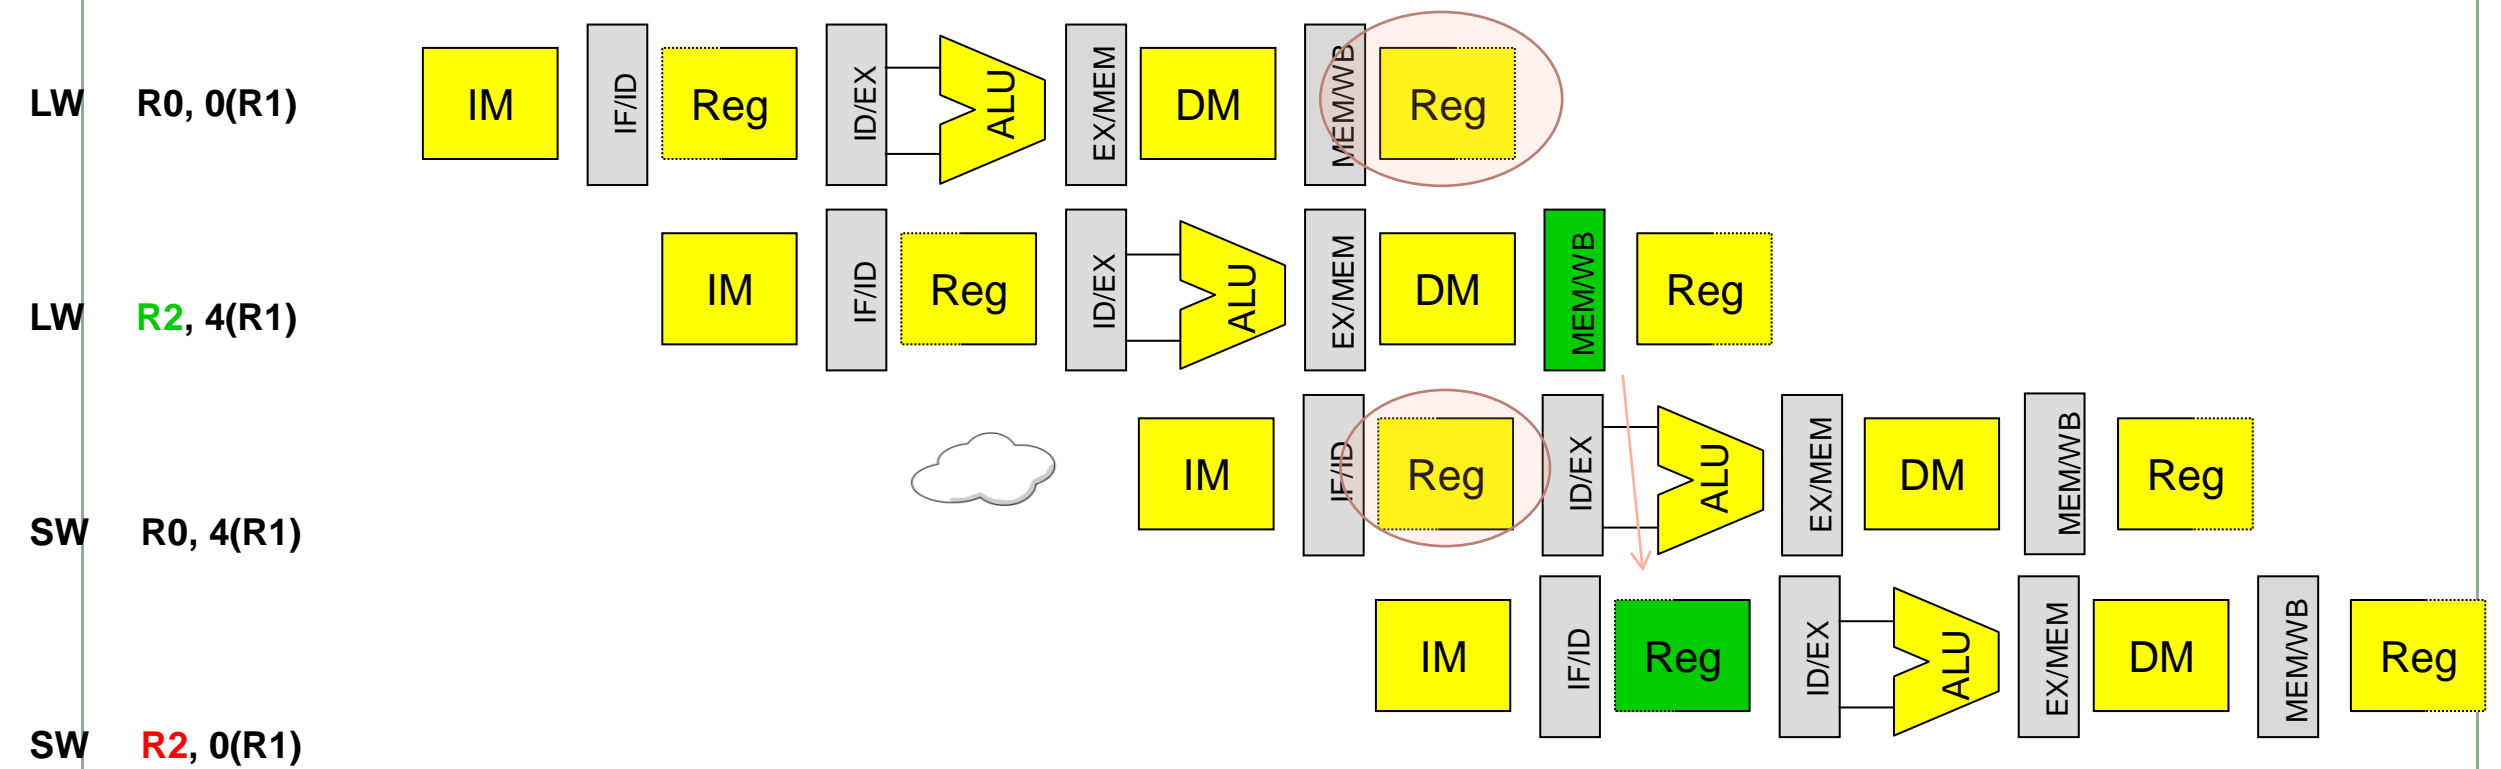 LW R0, 0(R1) IM IF/ID Reg ID/EX ALU EX/MEM DM MEM/WB Reg
LW R2, 4(R1) IM IF/ID Reg ID/EX ALU EX/MEM DM MEM/WB Reg
SW R0, 4(R1) IM IF/ID Reg ID/EX ALU EX/MEM DM MEM/WB Reg
IM IF/ID Reg ID/EX ALU EX/MEM DM MEM/WB Reg
SW R2, 0(R1)